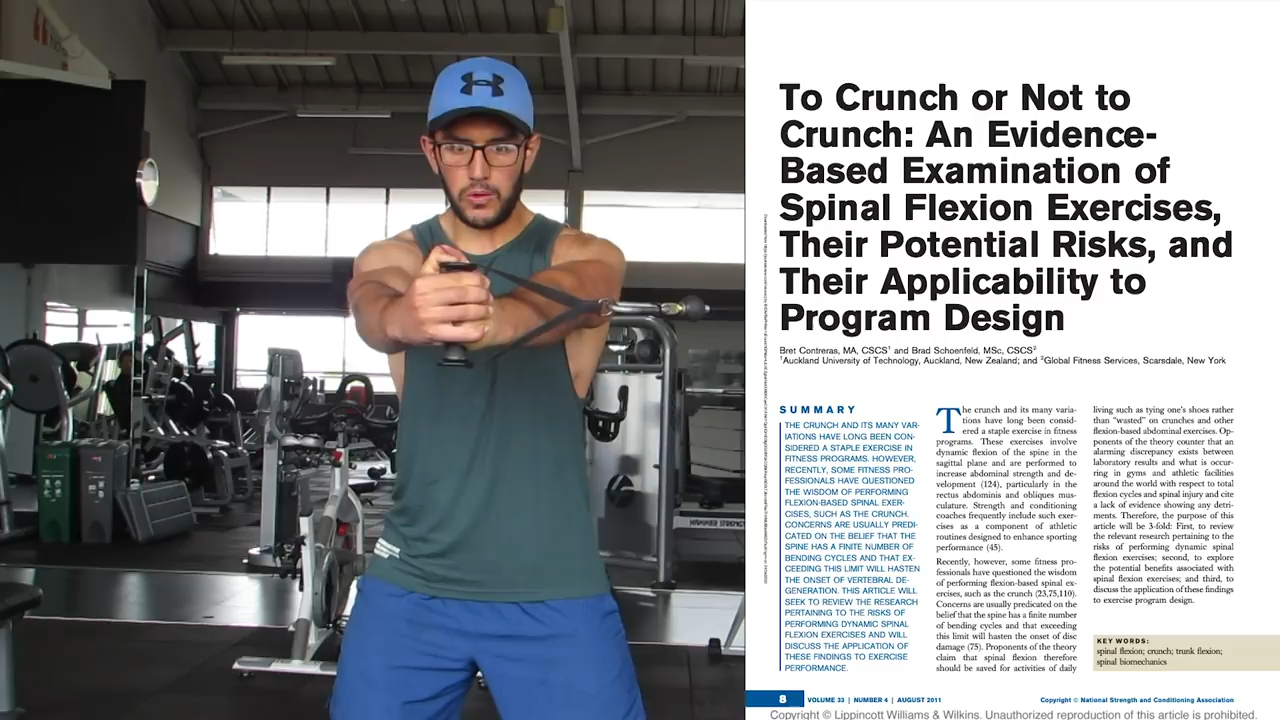 To Crunch or Not to
Crunch: An Evidence-
Based Examination of
Spinal Flexion Exercises,
Their Potential Risks, and
Their Applicability to
Program Design
Bret Contreras, MA, CSCS1 and Brad Schoenfeld, MSc, CSCS2
1Auckland University of Technology, Auckland, New Zealand; and 2Global Fitness Services, Scarsdale, New York
SUMMARY
THE CRUNCH AND ITS MANY VAR-
IATIONS HAVE LONG BEEN CON-
SIDERED A STAPLE EXERCISE IN
FITNESS PROGRAMS. HOWEVER,
RECENTLY, SOME FITNESS PRO-
FESSIONALS HAVE QUESTIONED
THE WISDOM OF PERFORMING
FLEXION-BASED SPINAL EXER-
CISES, SUCH AS THE CRUNCH.
CONCERNS ARE USUALLY PREDI-
CATED ON THE BELIEF THAT THE
SPINE HAS A FINITE NUMBER OF
BENDING CYCLES AND THAT EX-
CEEDING THIS LIMIT WILL HASTEN
THE ONSET OF VERTEBRAL DE-
GENERATION. THIS ARTICLE WILL
SEEK TO REVIEW THE RESEARCH
PERTAINING TO THE RISKS OF
PERFORMING DYNAMIC SPINAL
FLEXION EXERCISES AND WILL
DISCUSS THE APPLICATION OF
THESE FINDINGS TO EXERCISE
PERFORMANCE.
The crunch and its many varia-
tions have long been consid-
ered a staple exercise in fitness
programs. These exercises involve
dynamic flexion of the spine in the
sagittal plane and are performed to
increase abdominal strength and de-
velopment (124), particularly in the
rectus abdominis and obliques mus-
culature. Strength and conditioning
coaches frequently include such exer-
cises as a component of athletic
routines designed to enhance sporting
performance (45).
Recently, however, some fitness pro-
fessionals have questioned the wisdom
of performing flexion-based spinal ex-
ercises, such as the crunch (23,75,110).
Concerns are usually predicated on the
belief that the spine has a finite number
of bending cycles and that exceeding
this limit will hasten the onset of disc
damage (75). Proponents of the theory
claim that spinal flexion therefore
should be saved for activities of daily
living such as tying one's shoes rather
than "wasted" on crunches and other
flexion-based abdominal exercises. Op-
ponents of the theory counter that an
alarming discrepancy exists between
laboratory results and what is occur-
ring in gyms and athletic facilities
around the world with respect to total
flexion cycles and spinal injury and cite
a lack of evidence showing any detri-
ments. Therefore, the purpose of this
article will be 3-fold: First, to review
the relevant research pertaining to the
risks of performing dynamic spinal
flexion exercises; second, to explore
the potential benefits associated with
spinal flexion exercises; and third, to
discuss the application of these findings
to exercise program design.
KEY WORDS:
spinal flexion; crunch; trunk flexion;
spinal biomechanics
8 VOLUME 33 | NUMBER 4 | AUGUST 2011
Copyright © National Strength and Conditioning Association
Copyright © Lippincott Williams & Wilkins. Unauthorized reproduction of this article is prohibited.
HAMMER STRENGTH